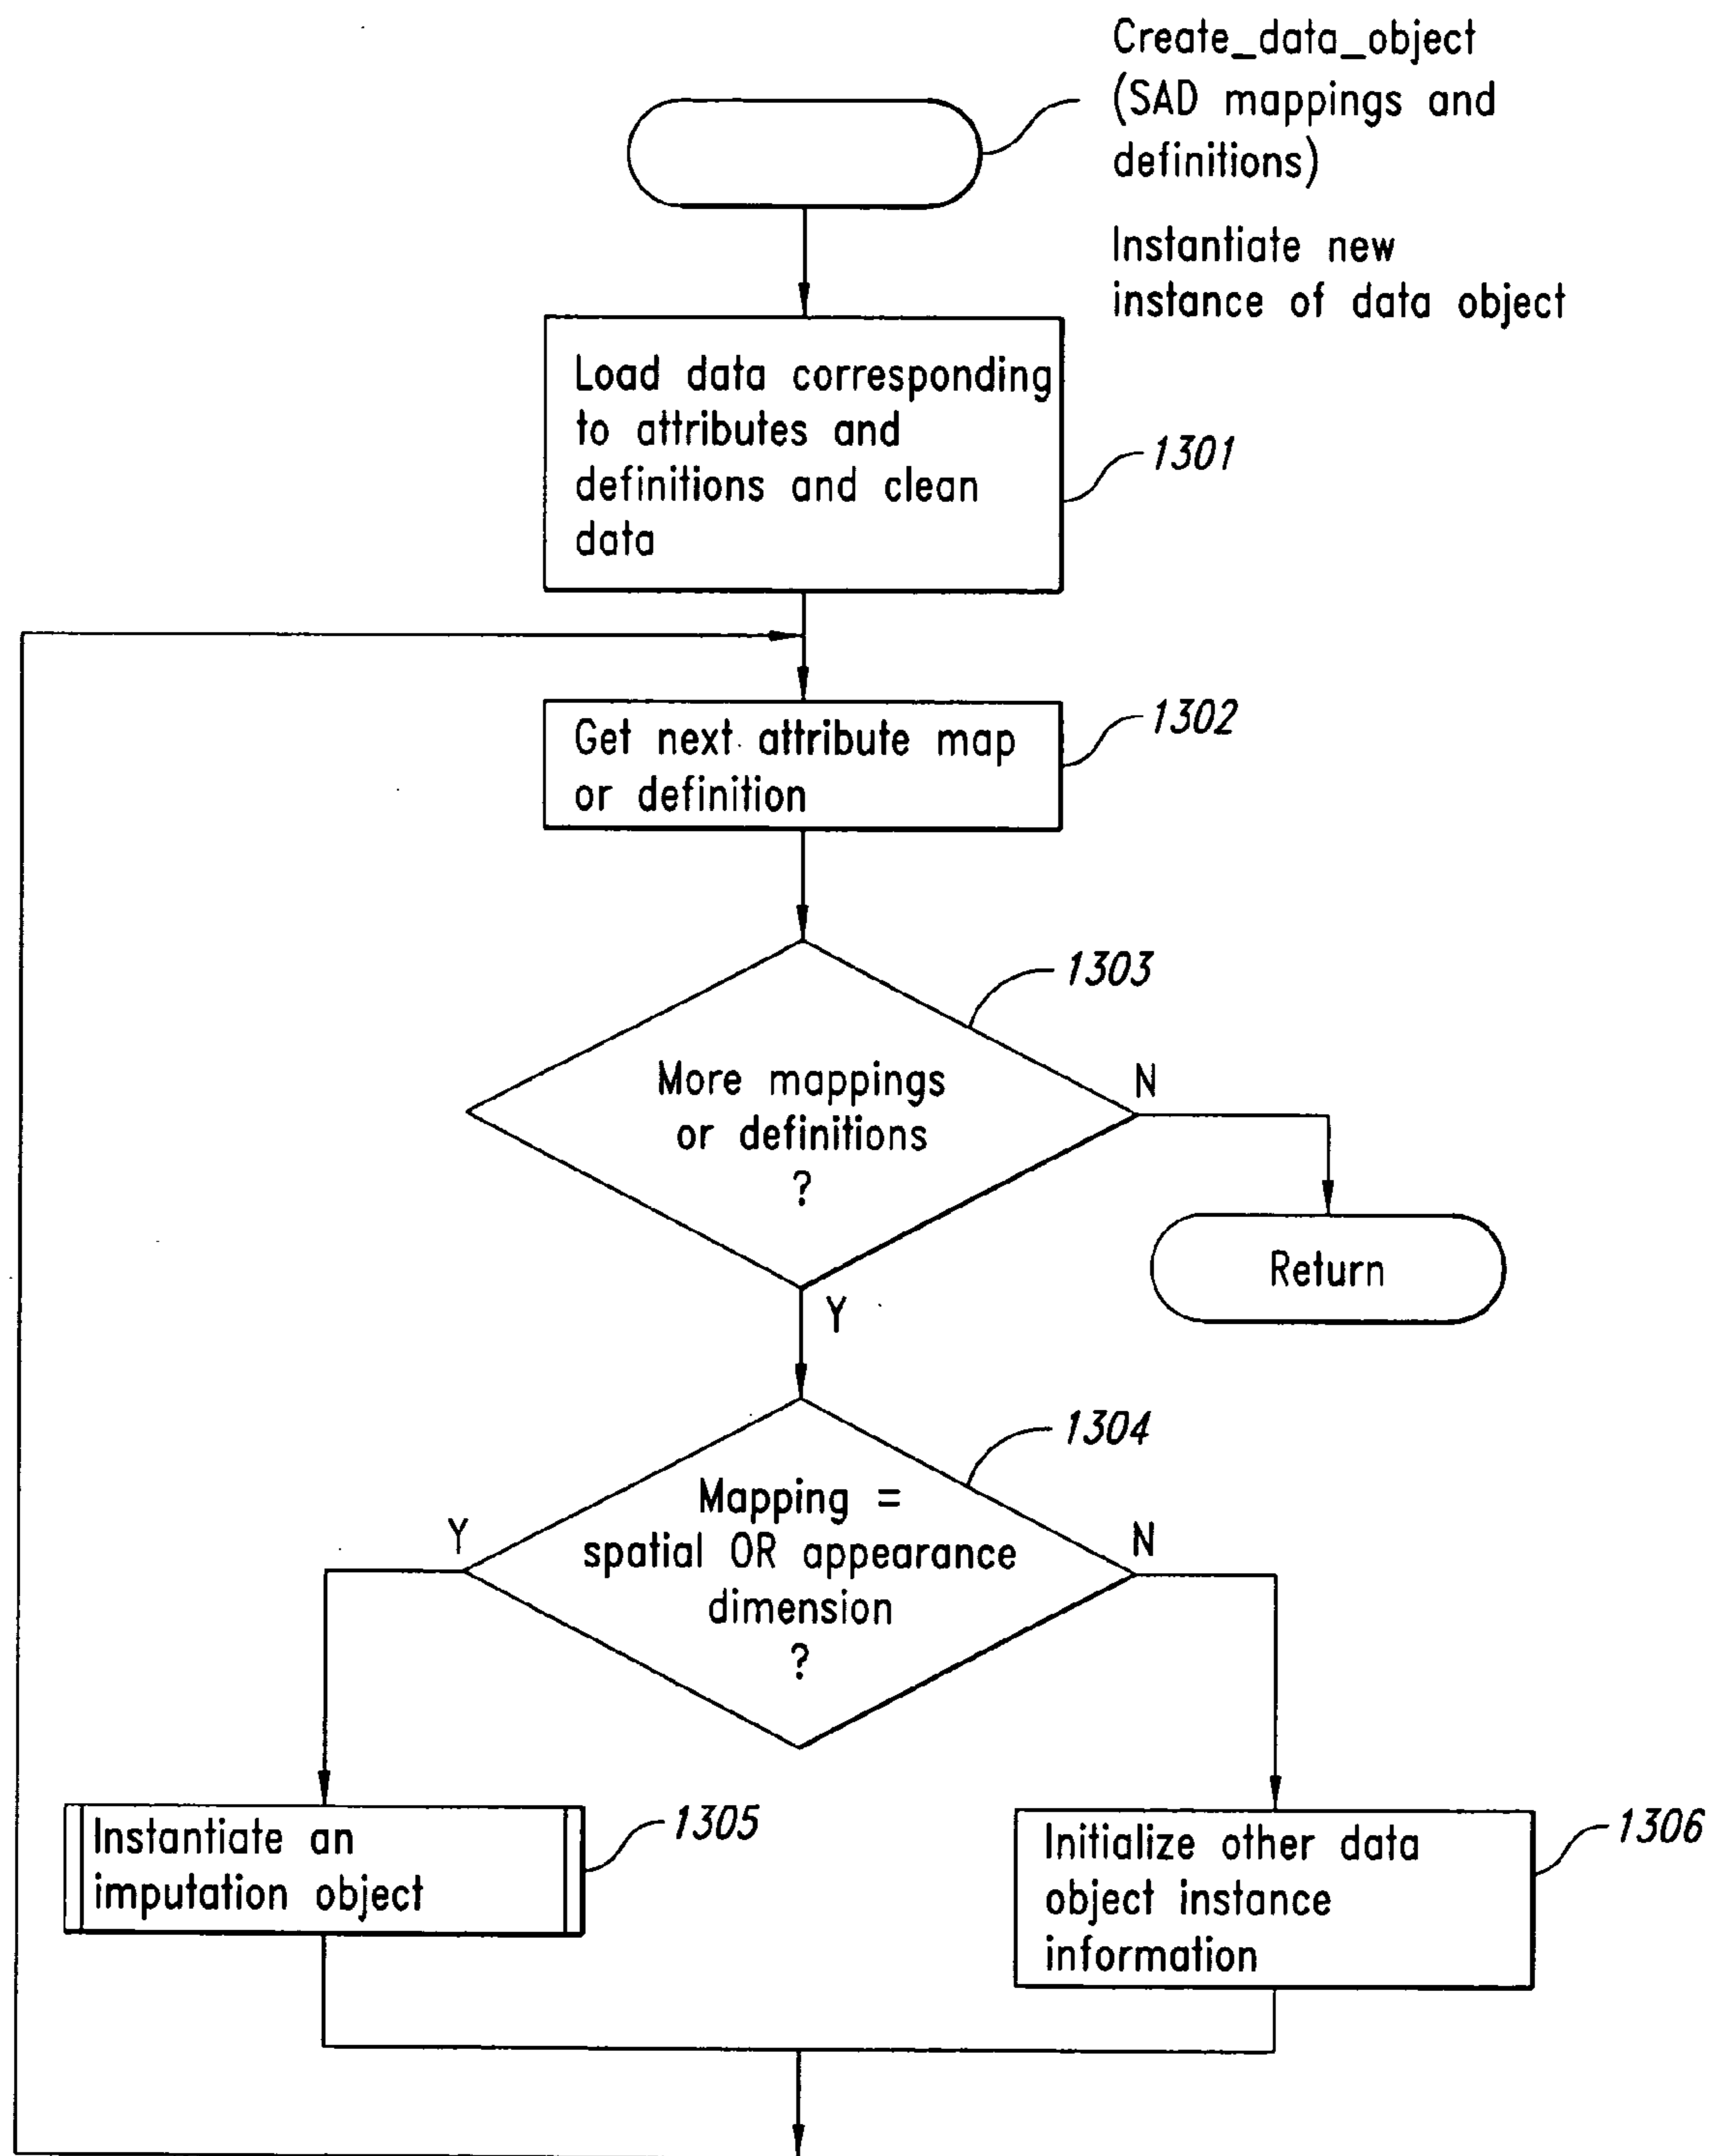 Create_data_object
(SAD mappings and
definitions)
Instantiate new
instance of data object
Load data corresponding
to attributes and
definitions and clean
data
1301
Get next attribute map
or definition
1302
1303
More mappings
or definitions
?
N
Return
Y
1304
Mapping =
spatial OR appearance
dimension
?
Y
N
Instantiate an
imputation object
1305
Initialize other data
object instance
information
1306